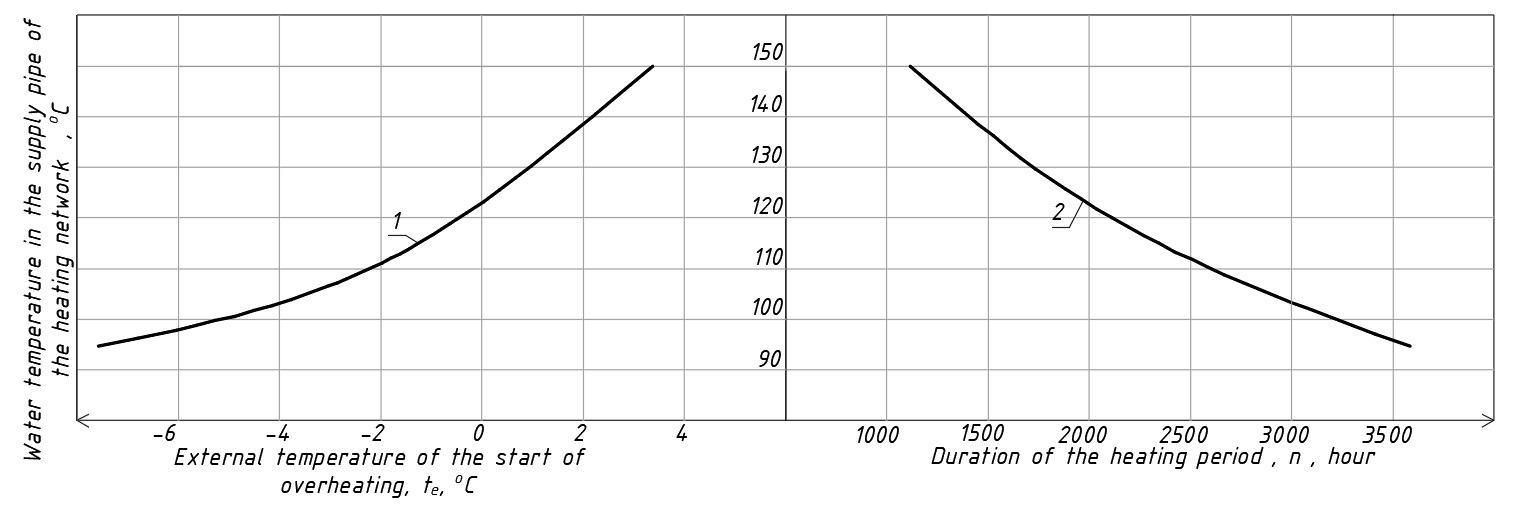 Water temperature in the supply pipe of
the heating network , °C
150
140
130
120
110
100
90
1
2
-6 -4 -2 0 2 4
1000 1500 2000 2500 3000 3500
External temperature of the start of
overheating, te, °C
Duration of the heating period , n , hour